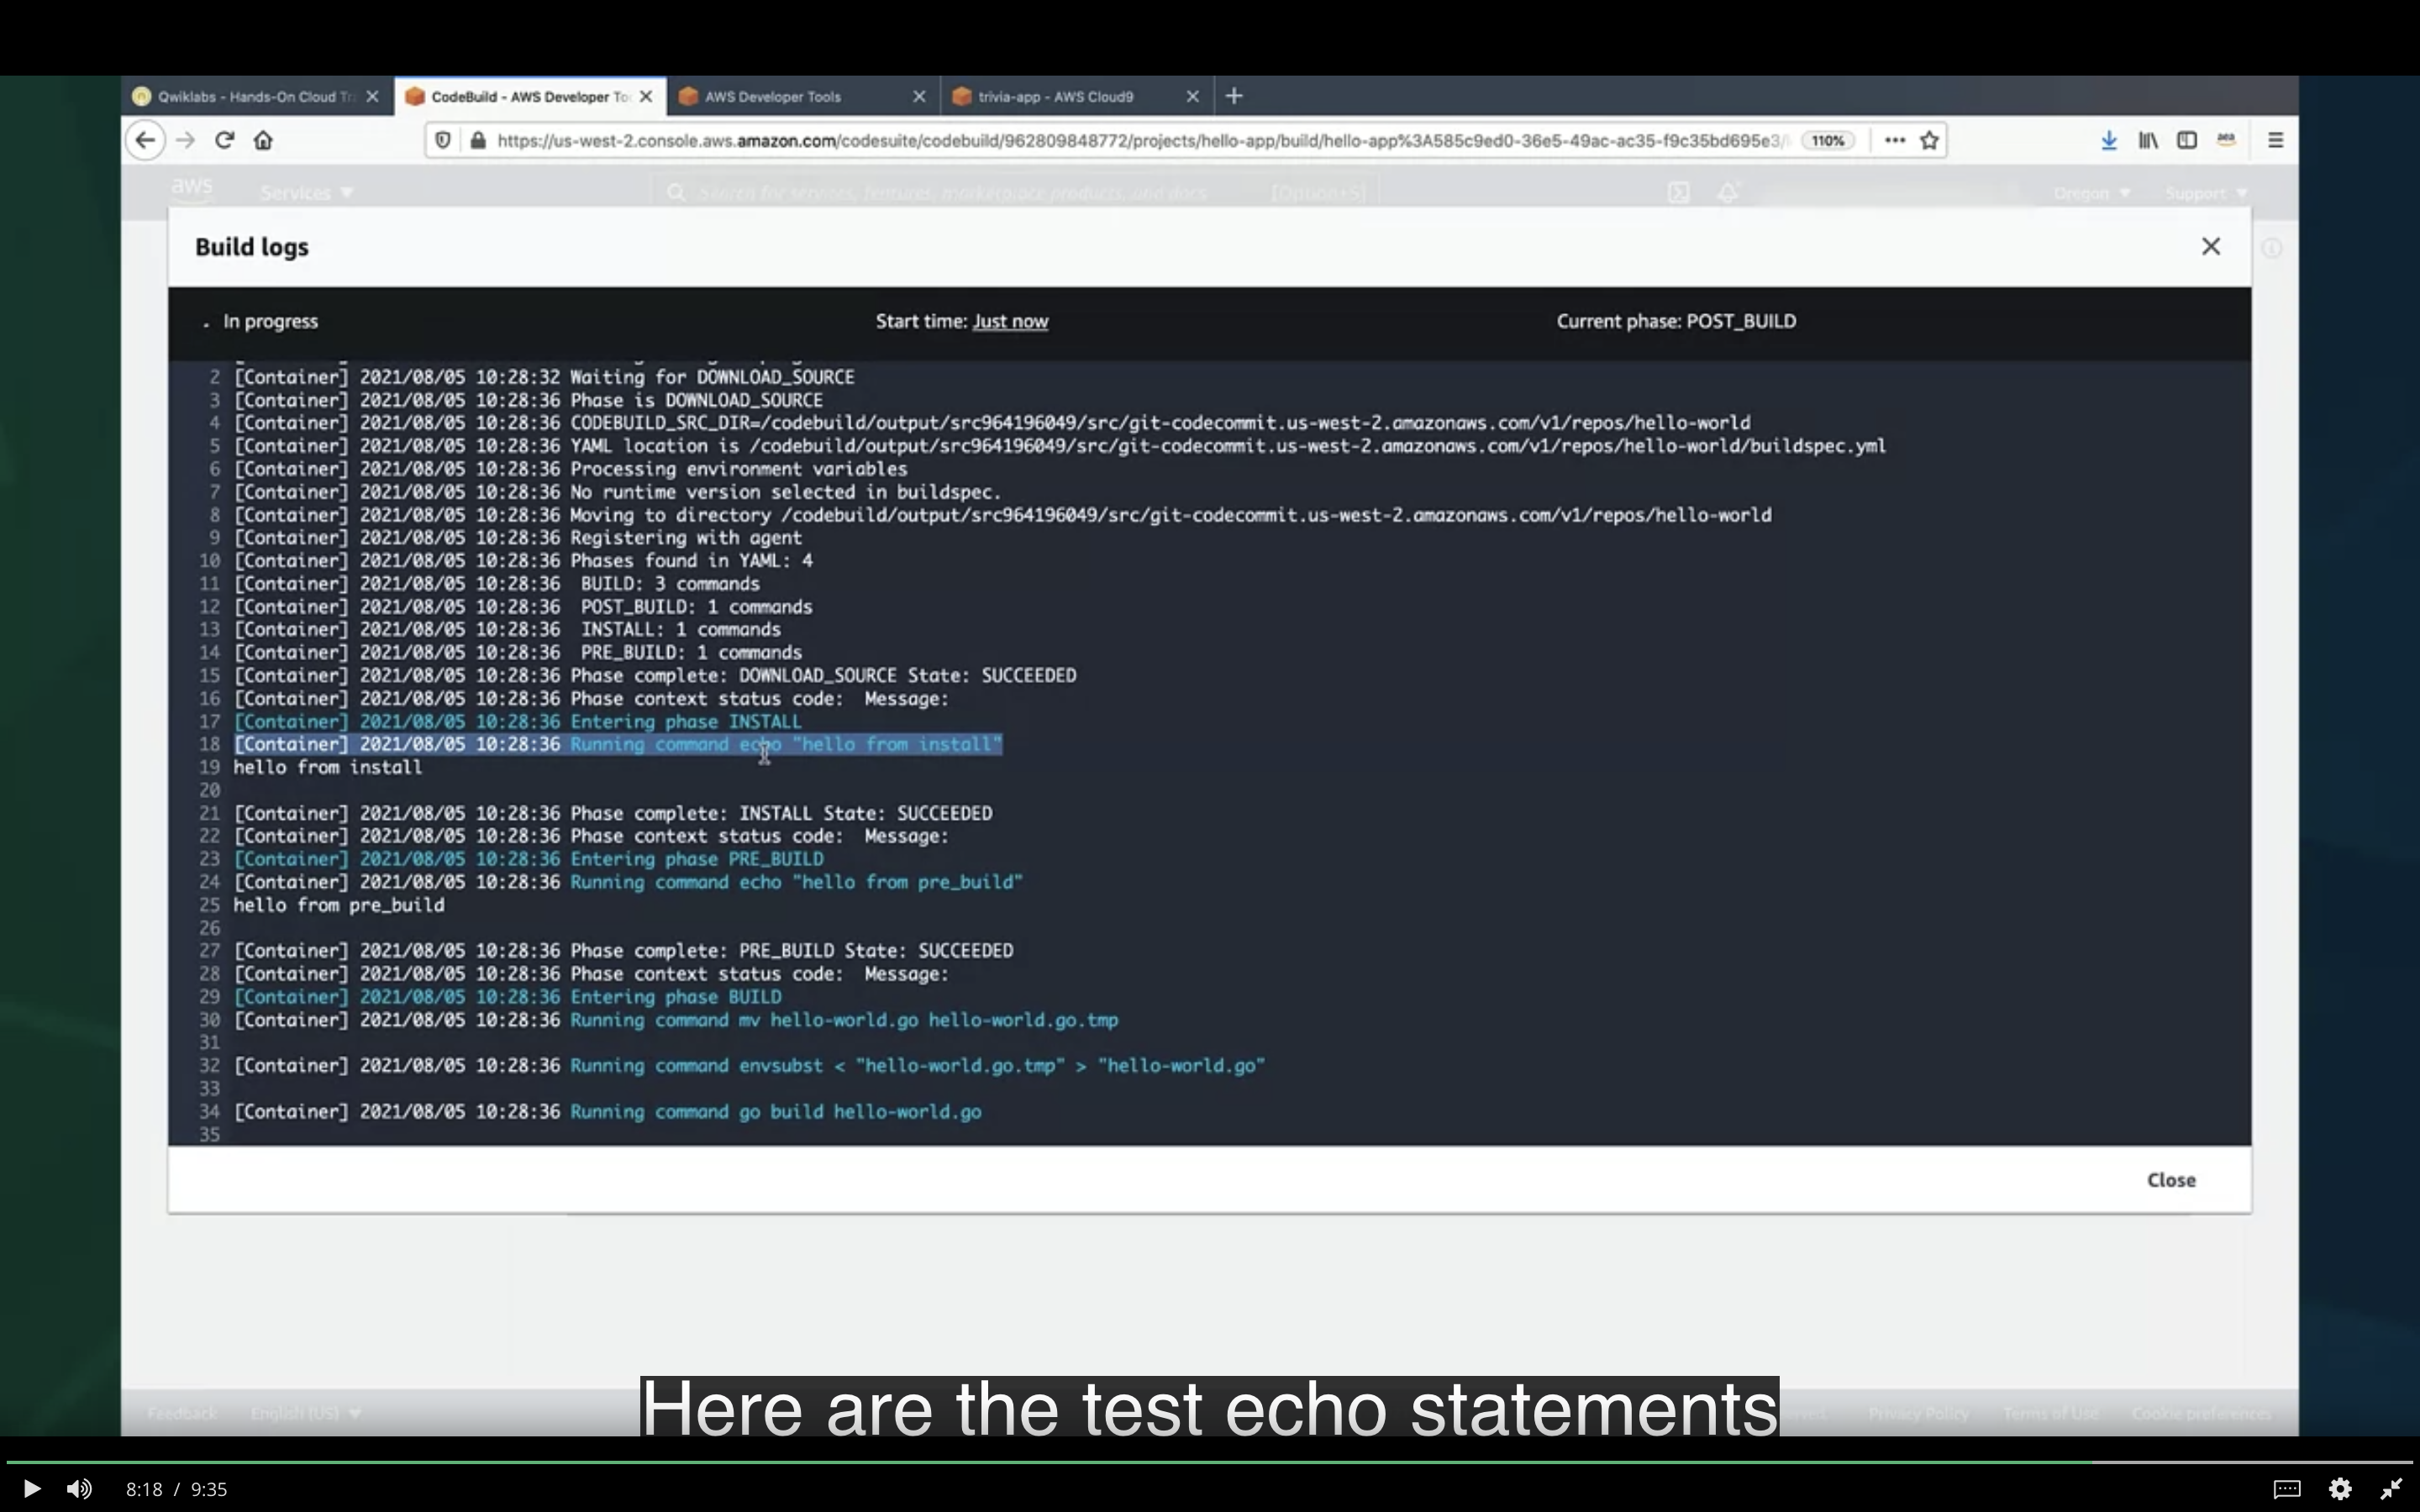 Qwiklabs - Hands-On Cloud Tr
CodeBuild - AWS Developer To
AWS Developer Tools
trivia-app - AWS Cloud9
https://us-west-2.console.aws.amazon.com/codesuite/codebuild/962809848772/projects/hello-app/build/hello-app%3A585c9ed0-36e5-49ac-ac35-f9c35bd695e3/
110%
aws
Services
Search for services, features, marketplace products, and docs
[Option+S]
Oregon
Support
Build logs
In progress
Start time: Just now
Current phase: POST_BUILD
2 [Container] 2021/08/05 10:28:32 Waiting for DOWNLOAD_SOURCE
3 [Container] 2021/08/05 10:28:36 Phase is DOWNLOAD_SOURCE
4 [Container] 2021/08/05 10:28:36 CODEBUILD_SRC_DIR=/codebuild/output/src964196049/src/git-codecommit.us-west-2.amazonaws.com/v1/repos/hello-world
5 [Container] 2021/08/05 10:28:36 YAML location is /codebuild/output/src964196049/src/git-codecommit.us-west-2.amazonaws.com/v1/repos/hello-world/buildspec.yml
6 [Container] 2021/08/05 10:28:36 Processing environment variables
7 [Container] 2021/08/05 10:28:36 No runtime version selected in buildspec.
8 [Container] 2021/08/05 10:28:36 Moving to directory /codebuild/output/src964196049/src/git-codecommit.us-west-2.amazonaws.com/v1/repos/hello-world
9 [Container] 2021/08/05 10:28:36 Registering with agent
10 [Container] 2021/08/05 10:28:36 Phases found in YAML: 4
11 [Container] 2021/08/05 10:28:36  BUILD: 3 commands
12 [Container] 2021/08/05 10:28:36  POST_BUILD: 1 commands
13 [Container] 2021/08/05 10:28:36  INSTALL: 1 commands
14 [Container] 2021/08/05 10:28:36  PRE_BUILD: 1 commands
15 [Container] 2021/08/05 10:28:36 Phase complete: DOWNLOAD_SOURCE State: SUCCEEDED
16 [Container] 2021/08/05 10:28:36 Phase context status code:  Message:
17 [Container] 2021/08/05 10:28:36 Entering phase INSTALL
18 [Container] 2021/08/05 10:28:36 Running command echo "hello from install"
19 hello from install
20
21 [Container] 2021/08/05 10:28:36 Phase complete: INSTALL State: SUCCEEDED
22 [Container] 2021/08/05 10:28:36 Phase context status code:  Message:
23 [Container] 2021/08/05 10:28:36 Entering phase PRE_BUILD
24 [Container] 2021/08/05 10:28:36 Running command echo "hello from pre_build"
25 hello from pre_build
26
27 [Container] 2021/08/05 10:28:36 Phase complete: PRE_BUILD State: SUCCEEDED
28 [Container] 2021/08/05 10:28:36 Phase context status code:  Message:
29 [Container] 2021/08/05 10:28:36 Entering phase BUILD
30 [Container] 2021/08/05 10:28:36 Running command mv hello-world.go hello-world.go.tmp
31
32 [Container] 2021/08/05 10:28:36 Running command envsubst < "hello-world.go.tmp" > "hello-world.go"
33
34 [Container] 2021/08/05 10:28:36 Running command go build hello-world.go
35
Close
Here are the test echo statements
Feedback
English (US)
Privacy Policy
Terms of Use
Cookie preferences
8:18 / 9:35